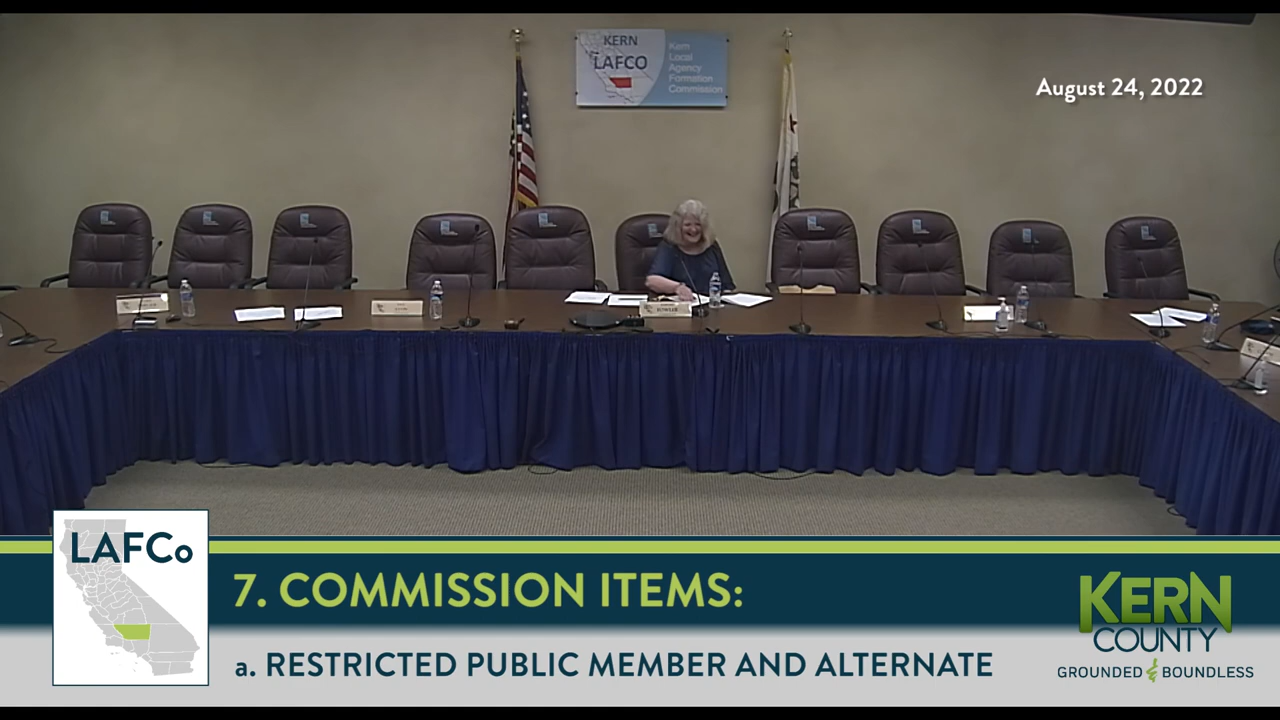 KERN
LAFCO
Kern
Local
Agency
Formation
Commission
August 24, 2022
FOWLER
LAFCo
7. COMMISSION ITEMS:
a. RESTRICTED PUBLIC MEMBER AND ALTERNATE
KERN
COUNTY
GROUNDED & BOUNDLESS